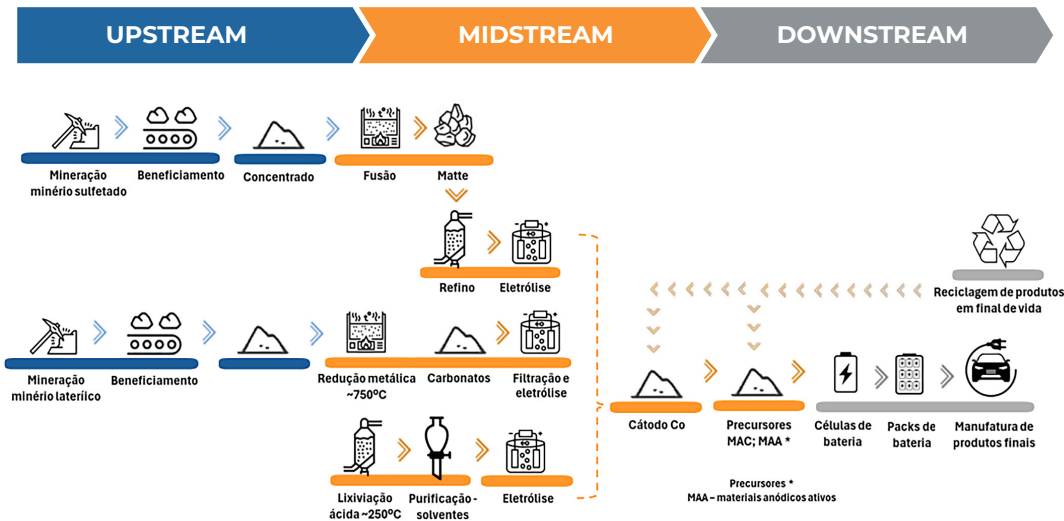 UPSTREAM
MIDSTREAM
DOWNSTREAM
Mineração
minério sulfetado
Beneficiamento
Concentrado
Fusão
Matte
Refino
Eletrólise
Reciclagem de produtos
em final de vida
Mineração
minério lateríico
Beneficiamento
Redução metálica
~750ºC
Carbonatos
Filtração e
eletrólise
Cátodo Co
Precursores
MAC; MAA *
Células de
bateria
Packs de
bateria
Manufatura de
produtos finais
Lixiviação
ácida ~250ºC
Purificação -
solventes
Eletrólise
Precursores *
MAA – materiais anódicos ativos